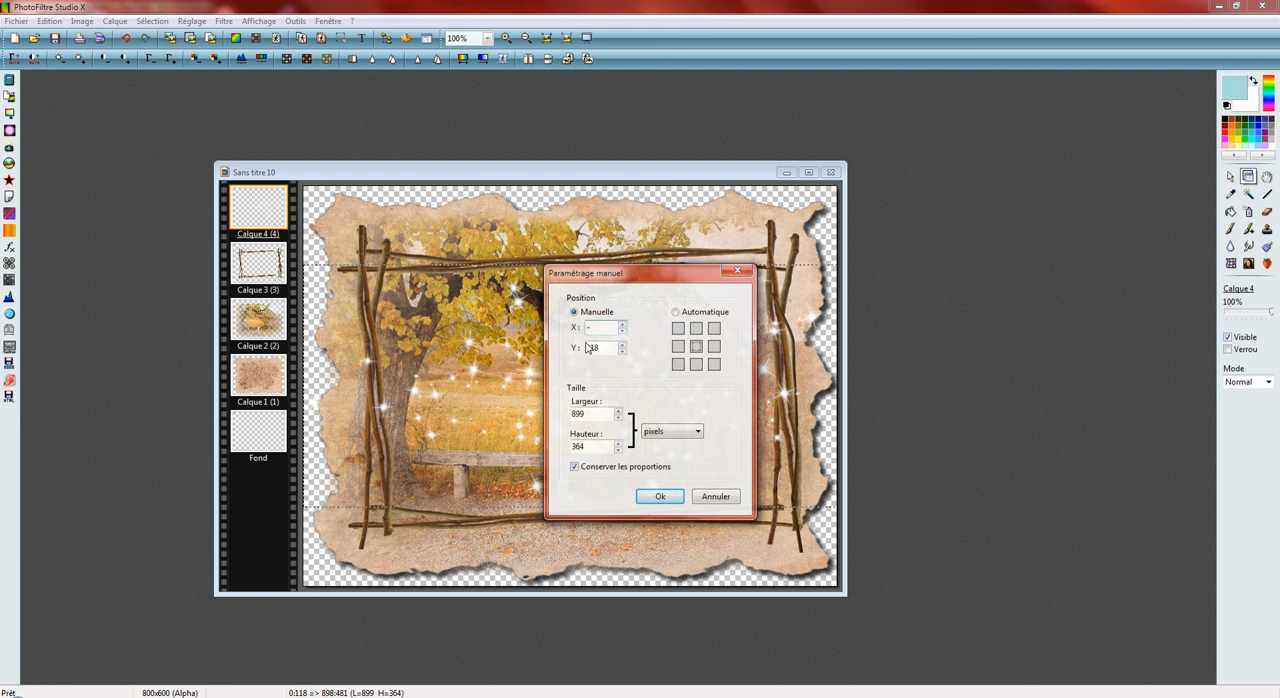 PhotoFiltre Studio X
Fichier Edition Image Calque Sélection Réglage Filtre Affichage Outils Fenêtre ?
100%
Sans titre 10
Calque 4 (4)
Calque 3 (3)
Calque 2 (2)
Calque 1 (1)
Fond
Paramétrage manuel
Position
Manuelle
Automatique
X : -
Y : 18
Taille
Largeur :
899
Hauteur :
364
pixels
Conserver les proportions
Ok
Annuler
Calque 4
100%
Visible
Verrou
Mode
Normal
Prêt
800x600 (Alpha)
0:118 => 898:481 (L=899 H=364)